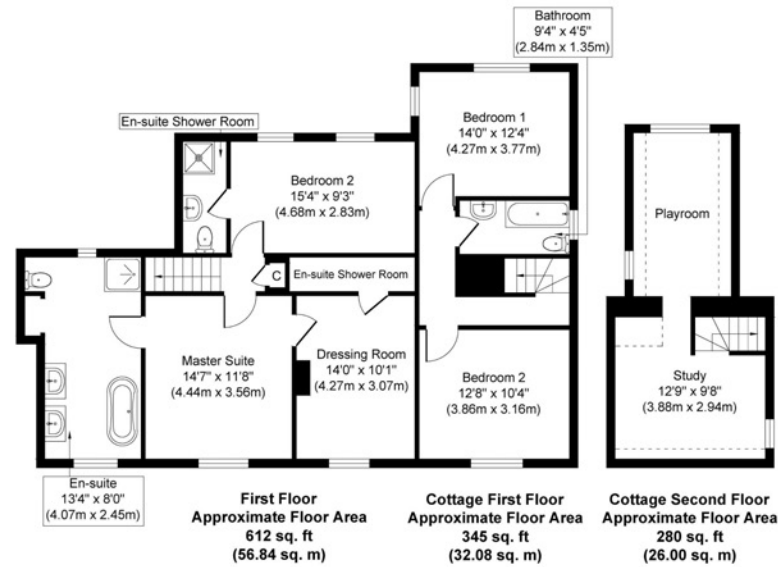 Bathroom
9'4" x 4'5"
(2.84m x 1.35m)
En-suite Shower Room
Bedroom 1
14'0" x 12'4"
(4.27m x 3.77m)
Bedroom 2
15'4" x 9'3"
(4.68m x 2.83m)
Playroom
C
En-suite Shower Room
Master Suite
14'7" x 11'8"
(4.44m x 3.56m)
Dressing Room
14'0" x 10'1"
(4.27m x 3.07m)
Bedroom 2
12'8" x 10'4"
(3.86m x 3.16m)
Study
12'9" x 9'8"
(3.88m x 2.94m)
En-suite
13'4" x 8'0"
(4.07m x 2.45m)
First Floor
Approximate Floor Area
612 sq. ft
(56.84 sq. m)
Cottage First Floor
Approximate Floor Area
345 sq. ft
(32.08 sq. m)
Cottage Second Floor
Approximate Floor Area
280 sq. ft
(26.00 sq. m)